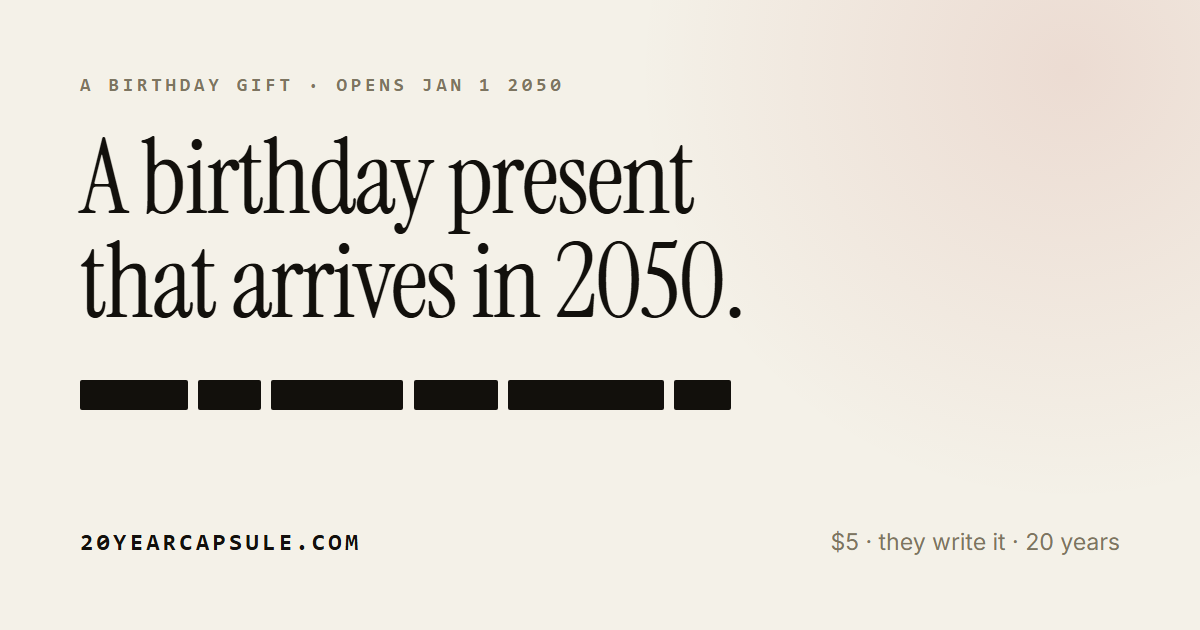 A BIRTHDAY GIFT · OPENS JAN 1 2050
A birthday present
that arrives in 2050.
20YEARCAPSULE.COM
$5 · they write it · 20 years